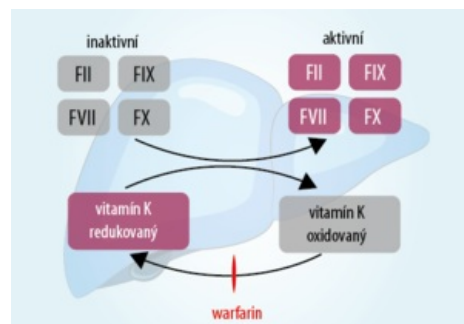 inaktivní
FII
FIX
FVII
FX
aktivní
FII
FIX
FVII
FX
vitamín K
redukovaný
vitamín K
oxidovaný
warfarin